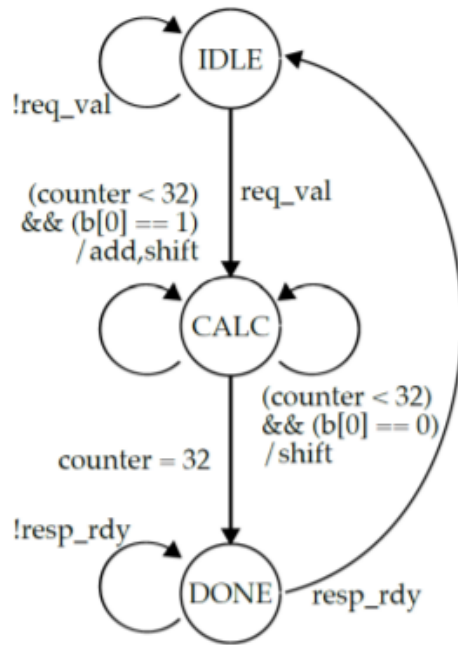 IDLE
!req_val
(counter < 32)
&& (b[0] == 1)
/add,shift
req_val
CALC
(counter < 32)
&& (b[0] == 0)
/shift
counter = 32
!resp_rdy
DONE
resp_rdy